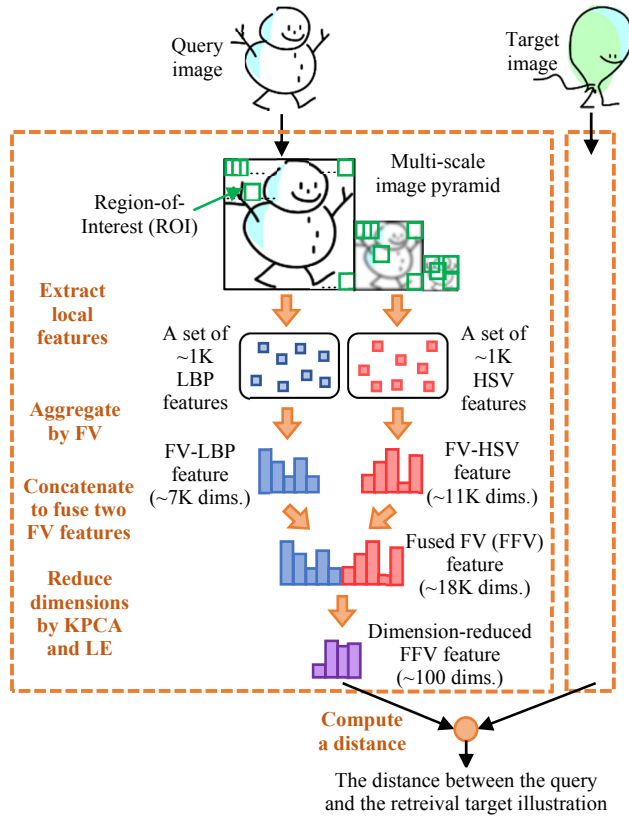 Query
image
Target
image
Multi-scale
image pyramid
Region-of-
Interest (ROI)
Extract
local
features
A set of
~1K
LBP
features
A set of
~1K
HSV
features
Aggregate
by FV
FV-LBP
feature
(~7K dims.)
FV-HSV
feature
(~11K dims.)
Concatenate
to fuse two
FV features
Fused FV (FFV)
feature
(~18K dims.)
Reduce
dimensions
by KPCA
and LE
Dimension-reduced
FFV feature
(~100 dims.)
Compute
a distance
The distance between the query
and the retreival target illustration